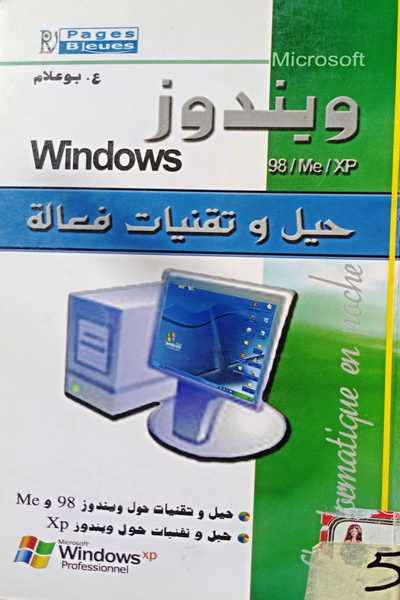 Pages
Bleues
ع. بوعلام
Microsoft
ويندوز
Windows
98/Me/XP
حيل و تقنيات فعالة
حيل و تقنيات حول ويندوز 98 و Me
حيل و تقنيات حول ويندوز Xp
Microsoft
Windows xp
Professionnel
ormatique en poche
5